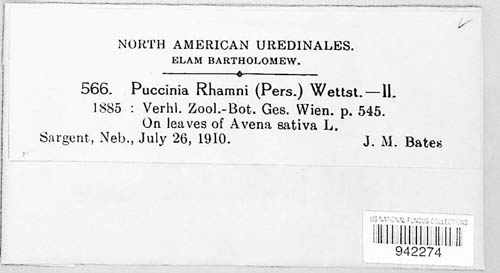 NORTH AMERICAN UREDINALES.
ELAM BARTHOLOMEW.
566. Puccinia Rhamni (Pers.) Wettst.—II.
1885 : Verhl. Zool.-Bot. Ges. Wien. p. 545.
On leaves of Avena sativa L.
Sargent, Neb., July 26, 1910. J. M. Bates
US NATIONAL FUNGUS COLLECTIONS
942274